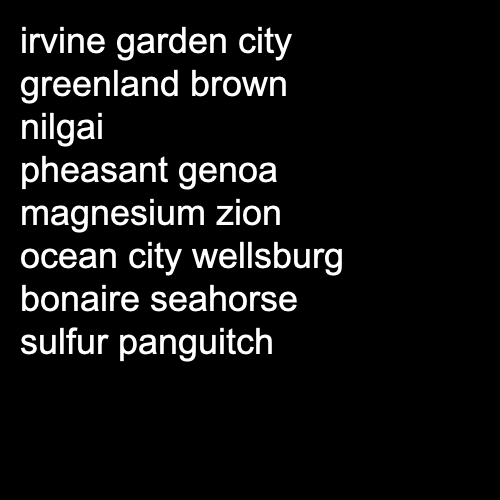 irvine garden city
greenland brown
nilgai
pheasant genoa
magnesium zion
ocean city wellsburg
bonaire seahorse
sulfur panguitch